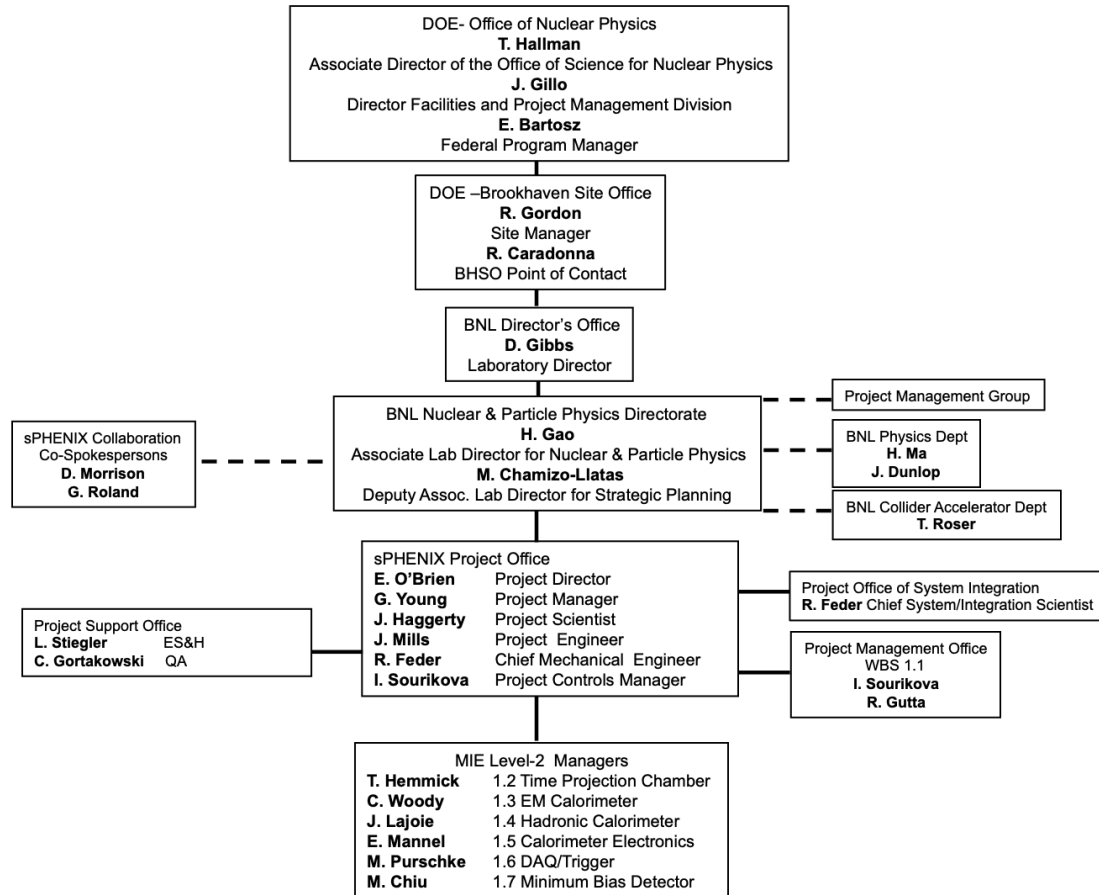 DOE- Office of Nuclear Physics
T. Hallman
Associate Director of the Office of Science for Nuclear Physics
J. Gillo
Director Facilities and Project Management Division
E. Bartosz
Federal Program Manager
DOE –Brookhaven Site Office
R. Gordon
Site Manager
R. Caradonna
BHSO Point of Contact
BNL Director's Office
D. Gibbs
Laboratory Director
BNL Nuclear & Particle Physics Directorate
H. Gao
Associate Lab Director for Nuclear & Particle Physics
M. Chamizo-Llatas
Deputy Assoc. Lab Director for Strategic Planning
sPHENIX Collaboration
Co-Spokespersons
D. Morrison
G. Roland
Project Management Group
BNL Physics Dept
H. Ma
J. Dunlop
BNL Collider Accelerator Dept
T. Roser
sPHENIX Project Office
E. O'Brien Project Director
G. Young Project Manager
J. Haggerty Project Scientist
J. Mills Project Engineer
R. Feder Chief Mechanical Engineer
I. Sourikova Project Controls Manager
Project Support Office
L. Stiegler ES&H
C. Gortakowski QA
Project Office of System Integration
R. Feder Chief System/Integration Scientist
Project Management Office
WBS 1.1
I. Sourikova
R. Gutta
MIE Level-2 Managers
T. Hemmick 1.2 Time Projection Chamber
C. Woody 1.3 EM Calorimeter
J. Lajoie 1.4 Hadronic Calorimeter
E. Mannel 1.5 Calorimeter Electronics
M. Purschke 1.6 DAQ/Trigger
M. Chiu 1.7 Minimum Bias Detector